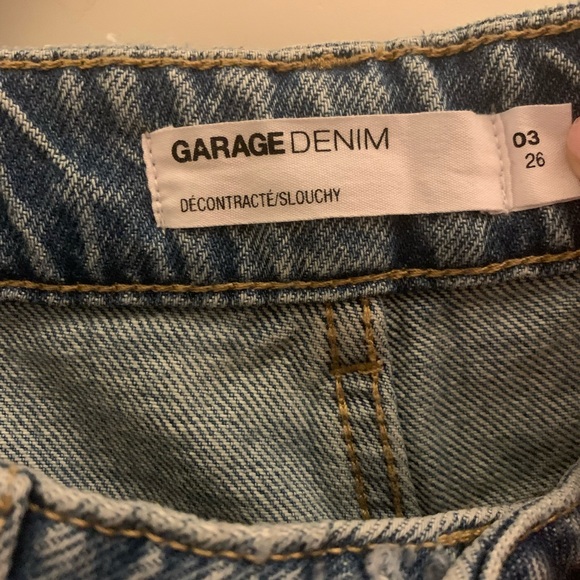 GARAGE DENIM
DÉCONTRACTÉ/SLOUCHY
03
26